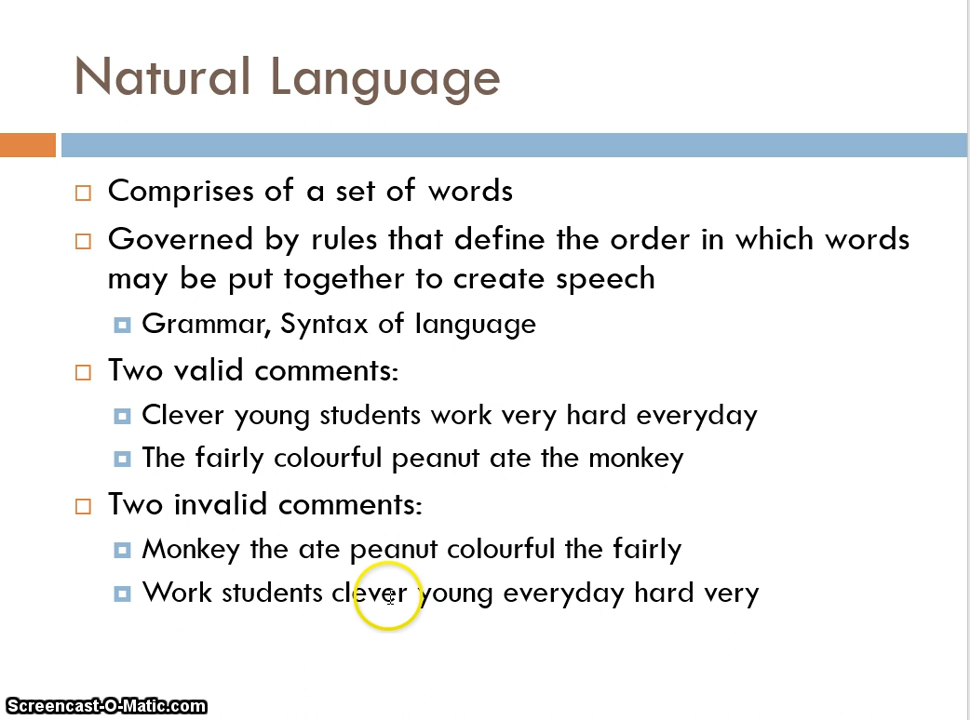 Natural Language
Comprises of a set of words
Governed by rules that define the order in which words
may be put together to create speech
Grammar, Syntax of language
Two valid comments:
Clever young students work very hard everyday
The fairly colourful peanut ate the monkey
Two invalid comments:
Monkey the ate peanut colourful the fairly
Work students clever young everyday hard very
Screencast-O-Matic.com